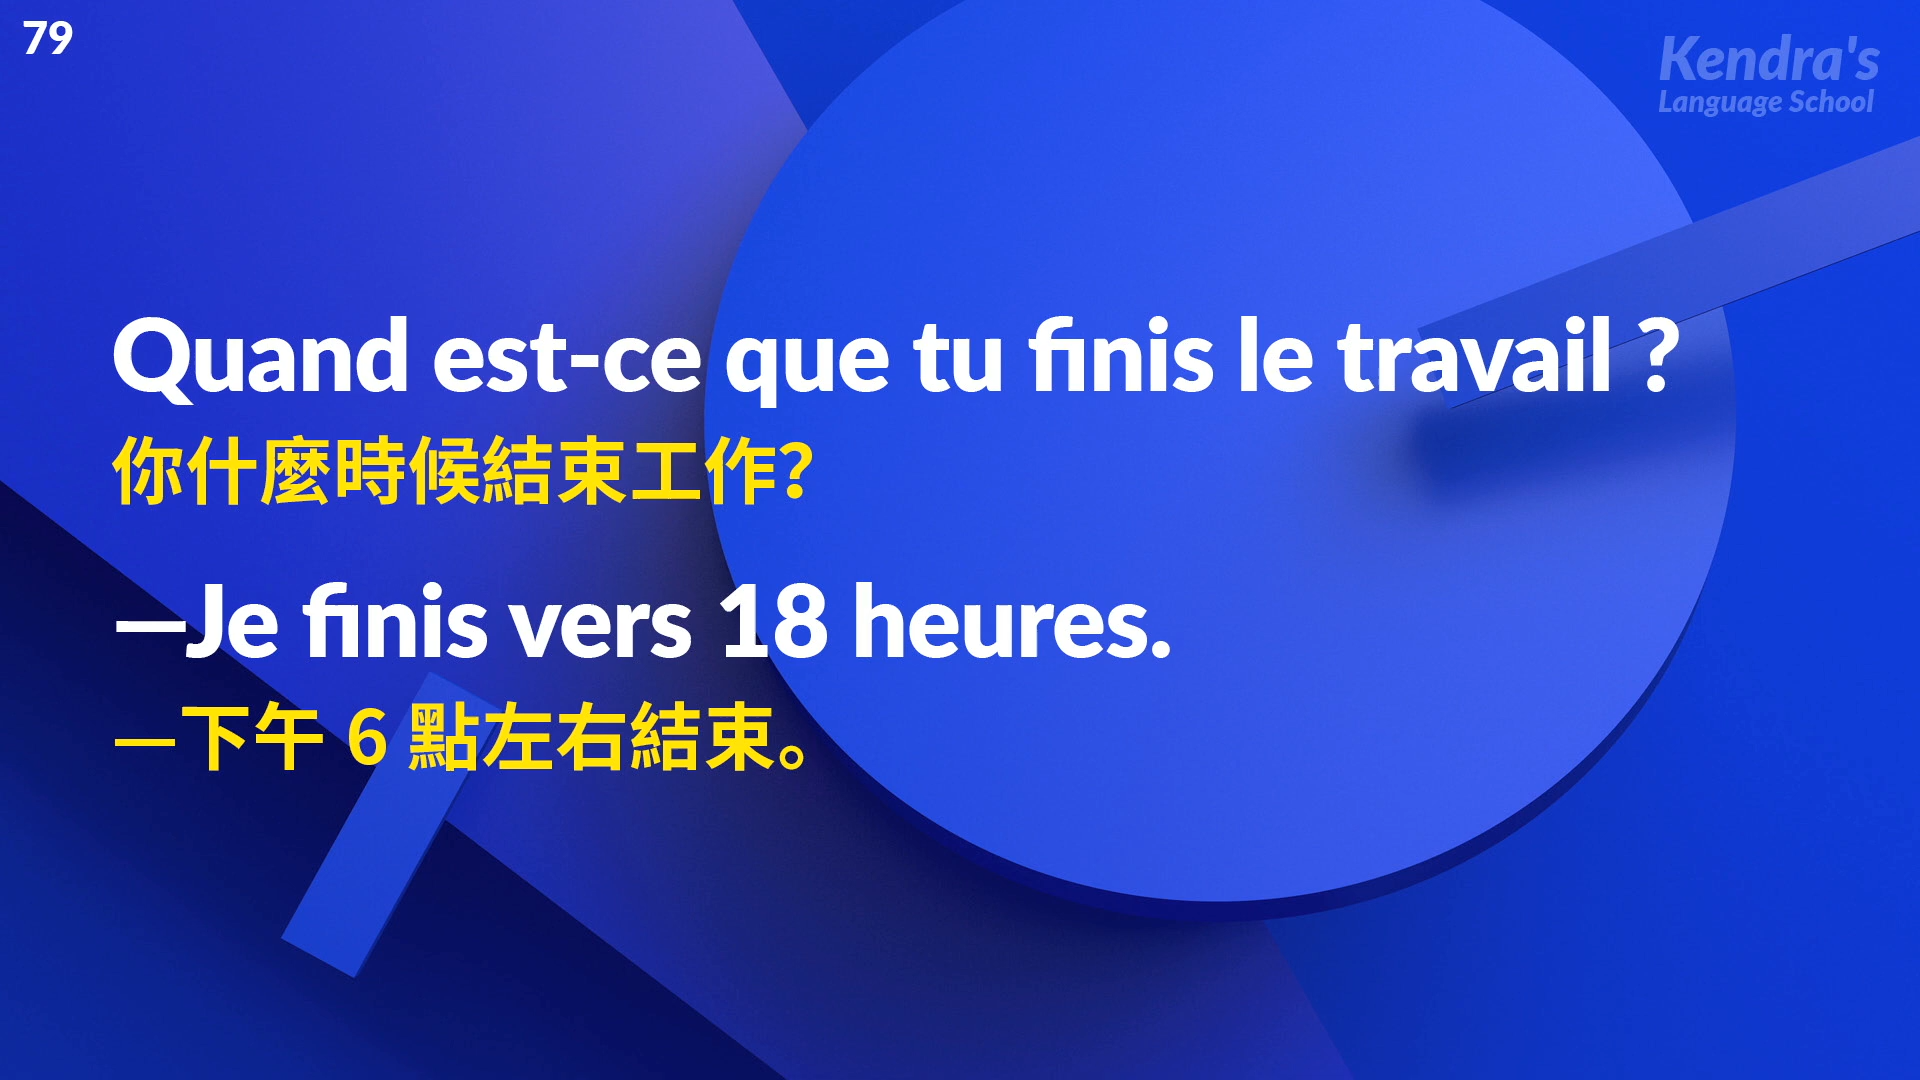 79
Kendra's
Language School
Quand est-ce que tu finis le travail ?
你什麼時候結束工作?
—Je finis vers 18 heures.
—下午 6 點左右結束。